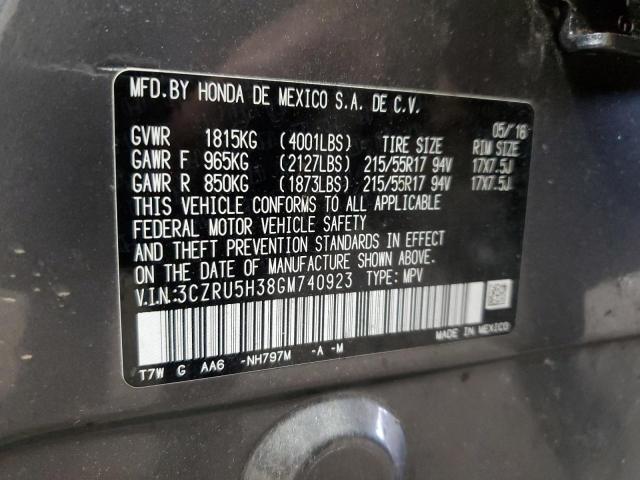 MFD.BY HONDA DE MEXICO S.A. DE C.V.
05/'16
GVWR 1815KG (4001LBS) TIRE SIZE RIM SIZE
GAWR F 965KG (2127LBS) 215/55R17 94V 17X7.5J
GAWR R 850KG (1873LBS) 215/55R17 94V 17X7.5J
THIS VEHICLE CONFORMS TO ALL APPLICABLE
FEDERAL MOTOR VEHICLE SAFETY
AND THEFT PREVENTION STANDARDS IN EFFECT
ON THE DATE OF MANUFACTURE SHOWN ABOVE.
V.I.N:3CZRU5H38GM740923 TYPE: MPV
MADE IN MEXICO
T7W G AA6 -NH797M -A -M